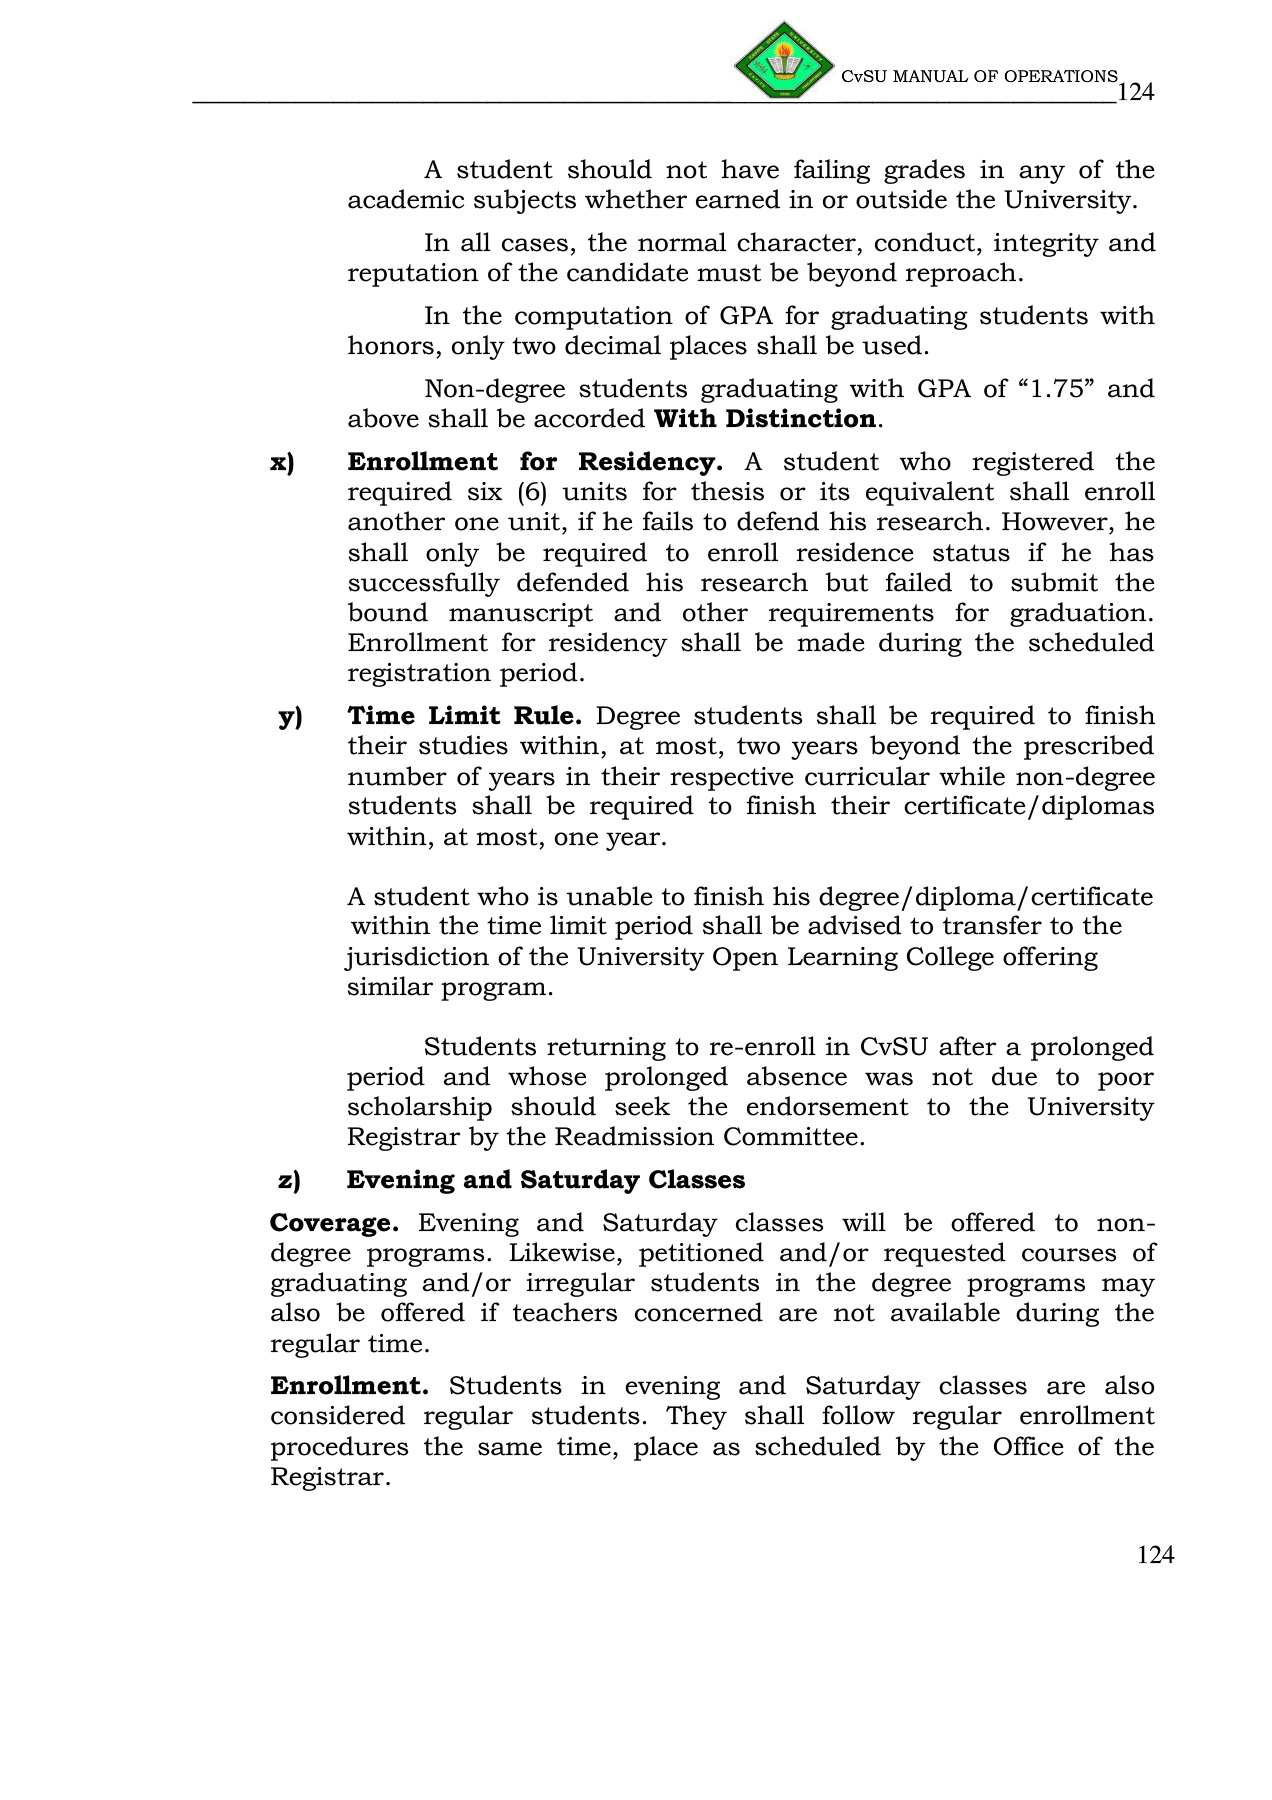 CvSU MANUAL OF OPERATIONS
124
A student should not have failing grades in any of the
academic subjects whether earned in or outside the University.
In all cases, the normal character, conduct, integrity and
reputation of the candidate must be beyond reproach.
In the computation of GPA for graduating students with
honors, only two decimal places shall be used.
Non-degree students graduating with GPA of “1.75” and
above shall be accorded With Distinction.
x) Enrollment for Residency. A student who registered the
required six (6) units for thesis or its equivalent shall enroll
another one unit, if he fails to defend his research. However, he
shall only be required to enroll residence status if he has
successfully defended his research but failed to submit the
bound manuscript and other requirements for graduation.
Enrollment for residency shall be made during the scheduled
registration period.
y) Time Limit Rule. Degree students shall be required to finish
their studies within, at most, two years beyond the prescribed
number of years in their respective curricular while non-degree
students shall be required to finish their certificate/diplomas
within, at most, one year.
A student who is unable to finish his degree/diploma/certificate
within the time limit period shall be advised to transfer to the
jurisdiction of the University Open Learning College offering
similar program.
Students returning to re-enroll in CvSU after a prolonged
period and whose prolonged absence was not due to poor
scholarship should seek the endorsement to the University
Registrar by the Readmission Committee.
z) Evening and Saturday Classes
Coverage. Evening and Saturday classes will be offered to non-
degree programs. Likewise, petitioned and/or requested courses of
graduating and/or irregular students in the degree programs may
also be offered if teachers concerned are not available during the
regular time.
Enrollment. Students in evening and Saturday classes are also
considered regular students. They shall follow regular enrollment
procedures the same time, place as scheduled by the Office of the
Registrar.
124